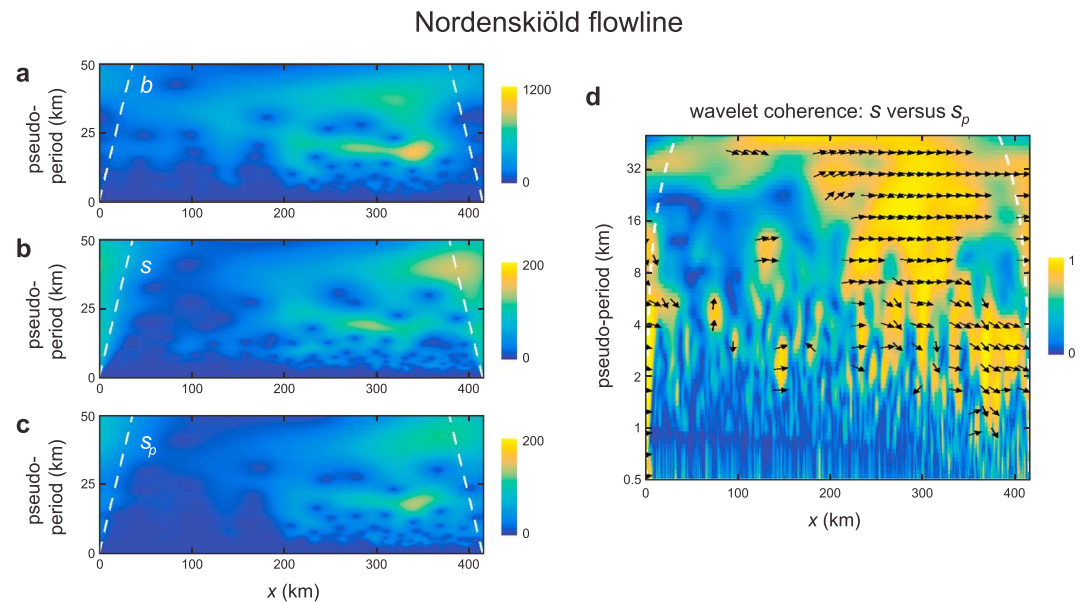 Nordenskiöld flowline
a
pseudo-
period (km)
50
25
0
b
0
100
200
300
400
1200
0
b
pseudo-
period (km)
50
25
0
s
0
100
200
300
400
200
0
c
pseudo-
period (km)
50
25
0
sp
0
100
200
300
400
200
0
x (km)
d
wavelet coherence: s versus sp
pseudo-period (km)
32
16
8
4
2
1
0.5
0
100
200
300
400
x (km)
1
0